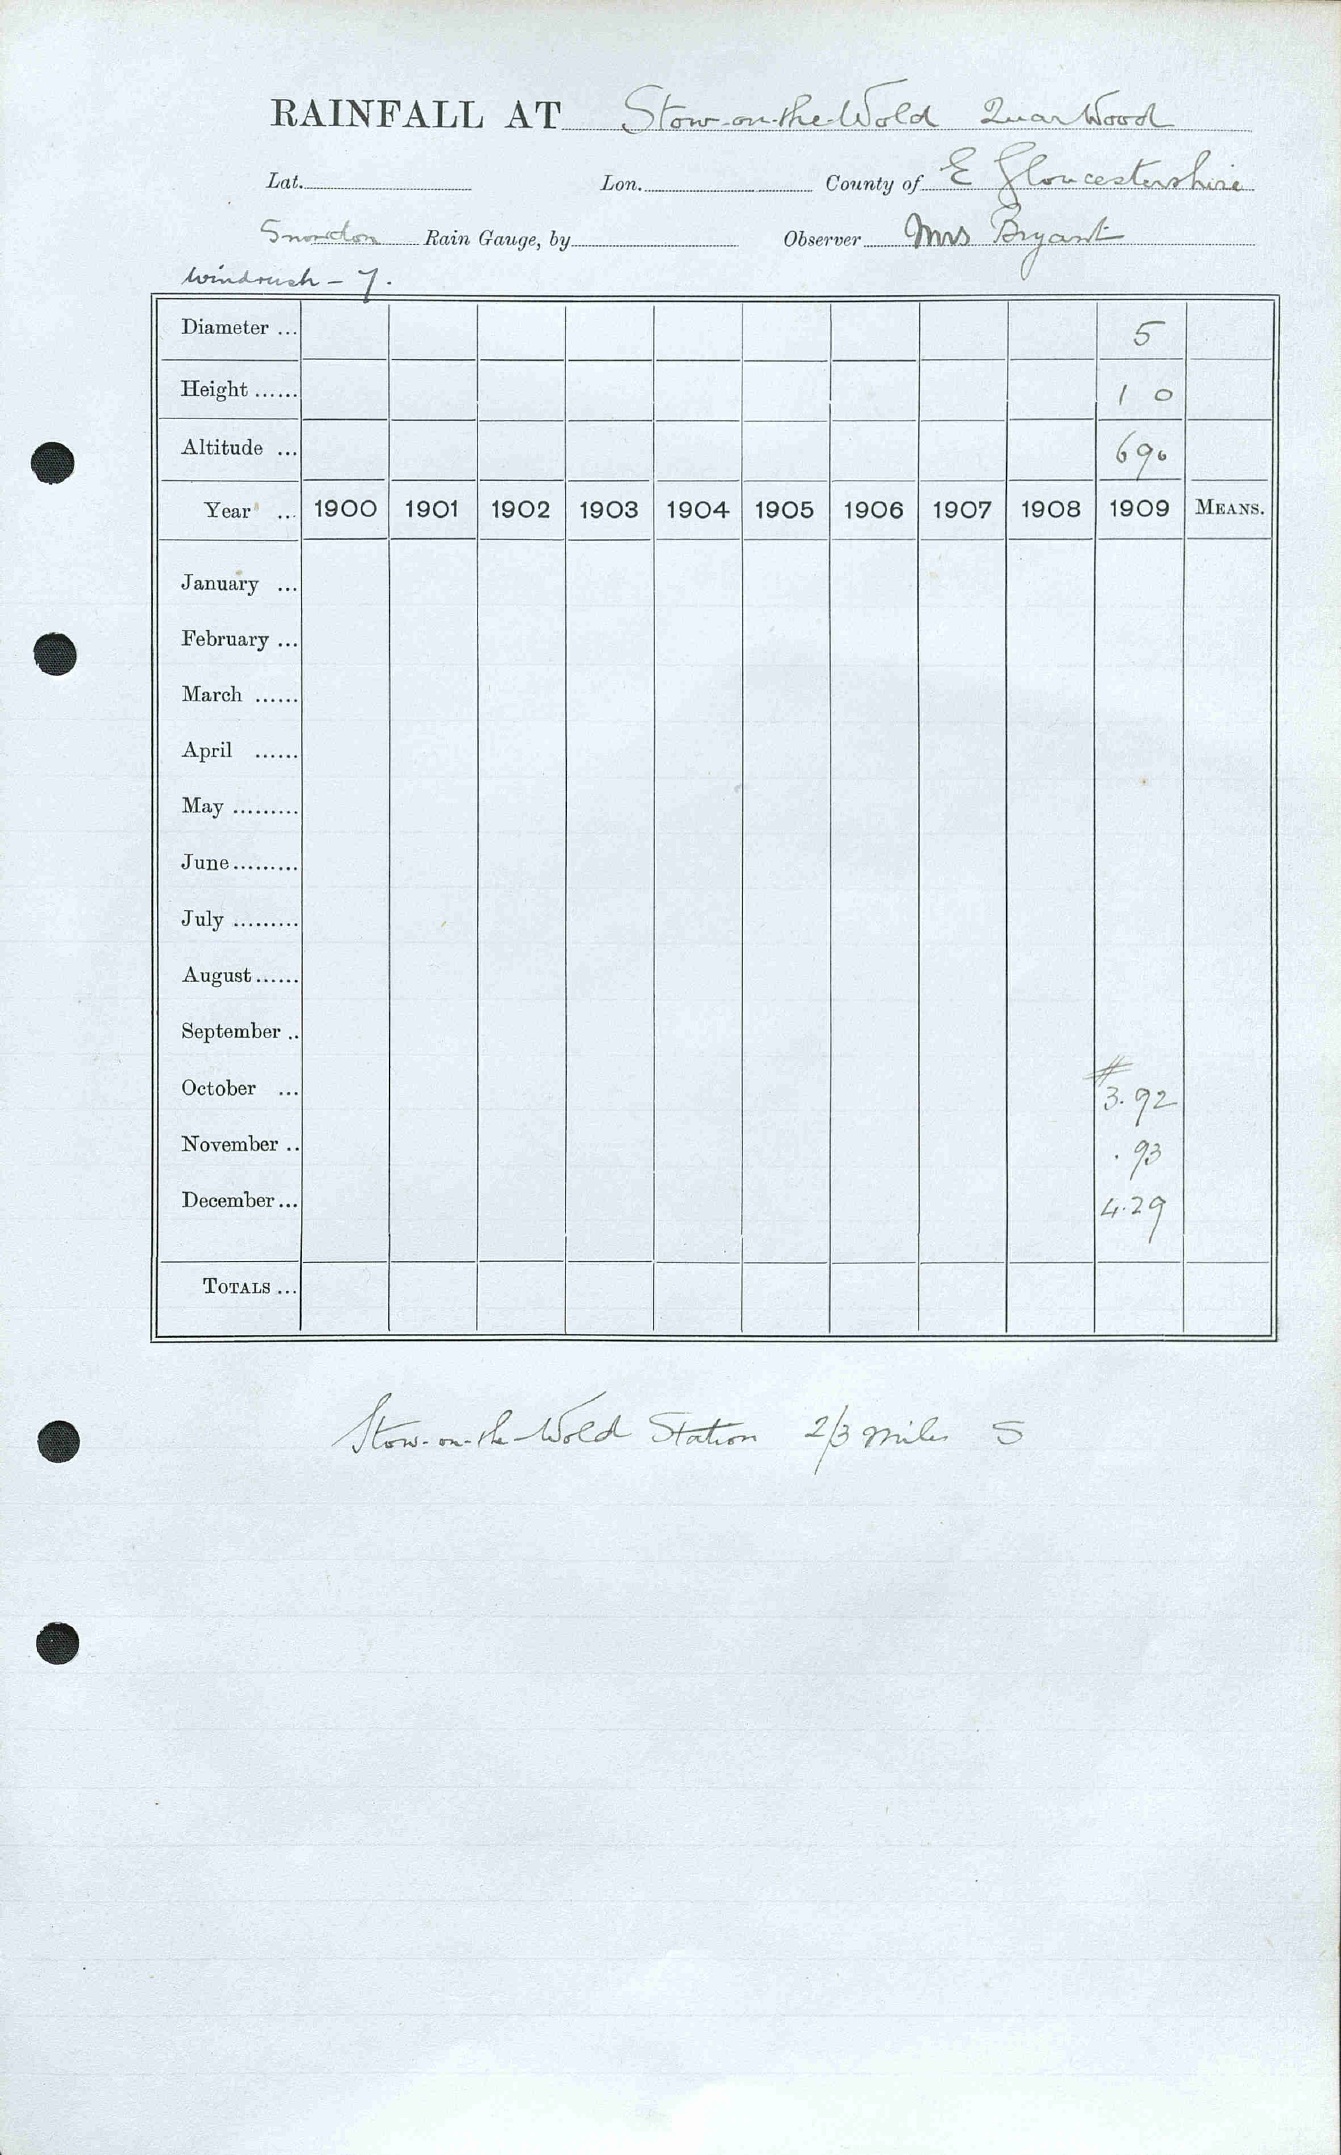 RAINFALL AT Stow-on-the-Wold Quar Wood
Lat. Lon. County of E Gloucestershire
Snowdon Rain Gauge, by Observer Mrs Bryant
Windrush - 7.
Diameter ... 5
Height ...... 1 0
Altitude ... 690
Year ... 1900 1901 1902 1903 1904 1905 1906 1907 1908 1909 MEANS.
January ...
February ...
March ......
April ......
May .........
June .........
July .........
August ......
September ..
October ... # 3.92
November .. .93
December ... 4.29
TOTALS ...
Stow-on-the-Wold Station 2/3 miles S